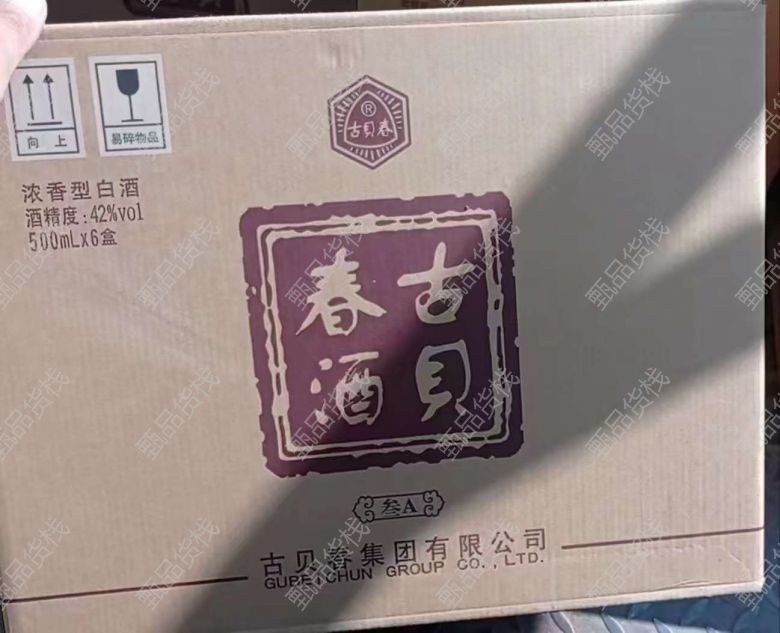 向上
易碎物品
®
古贝春
浓香型白酒
酒精度:42%vol
500mLx6盒
古贝
春酒
叁A
古贝春集团有限公司
GUBEICHUN GROUP CO.,LTD.
甄品货栈